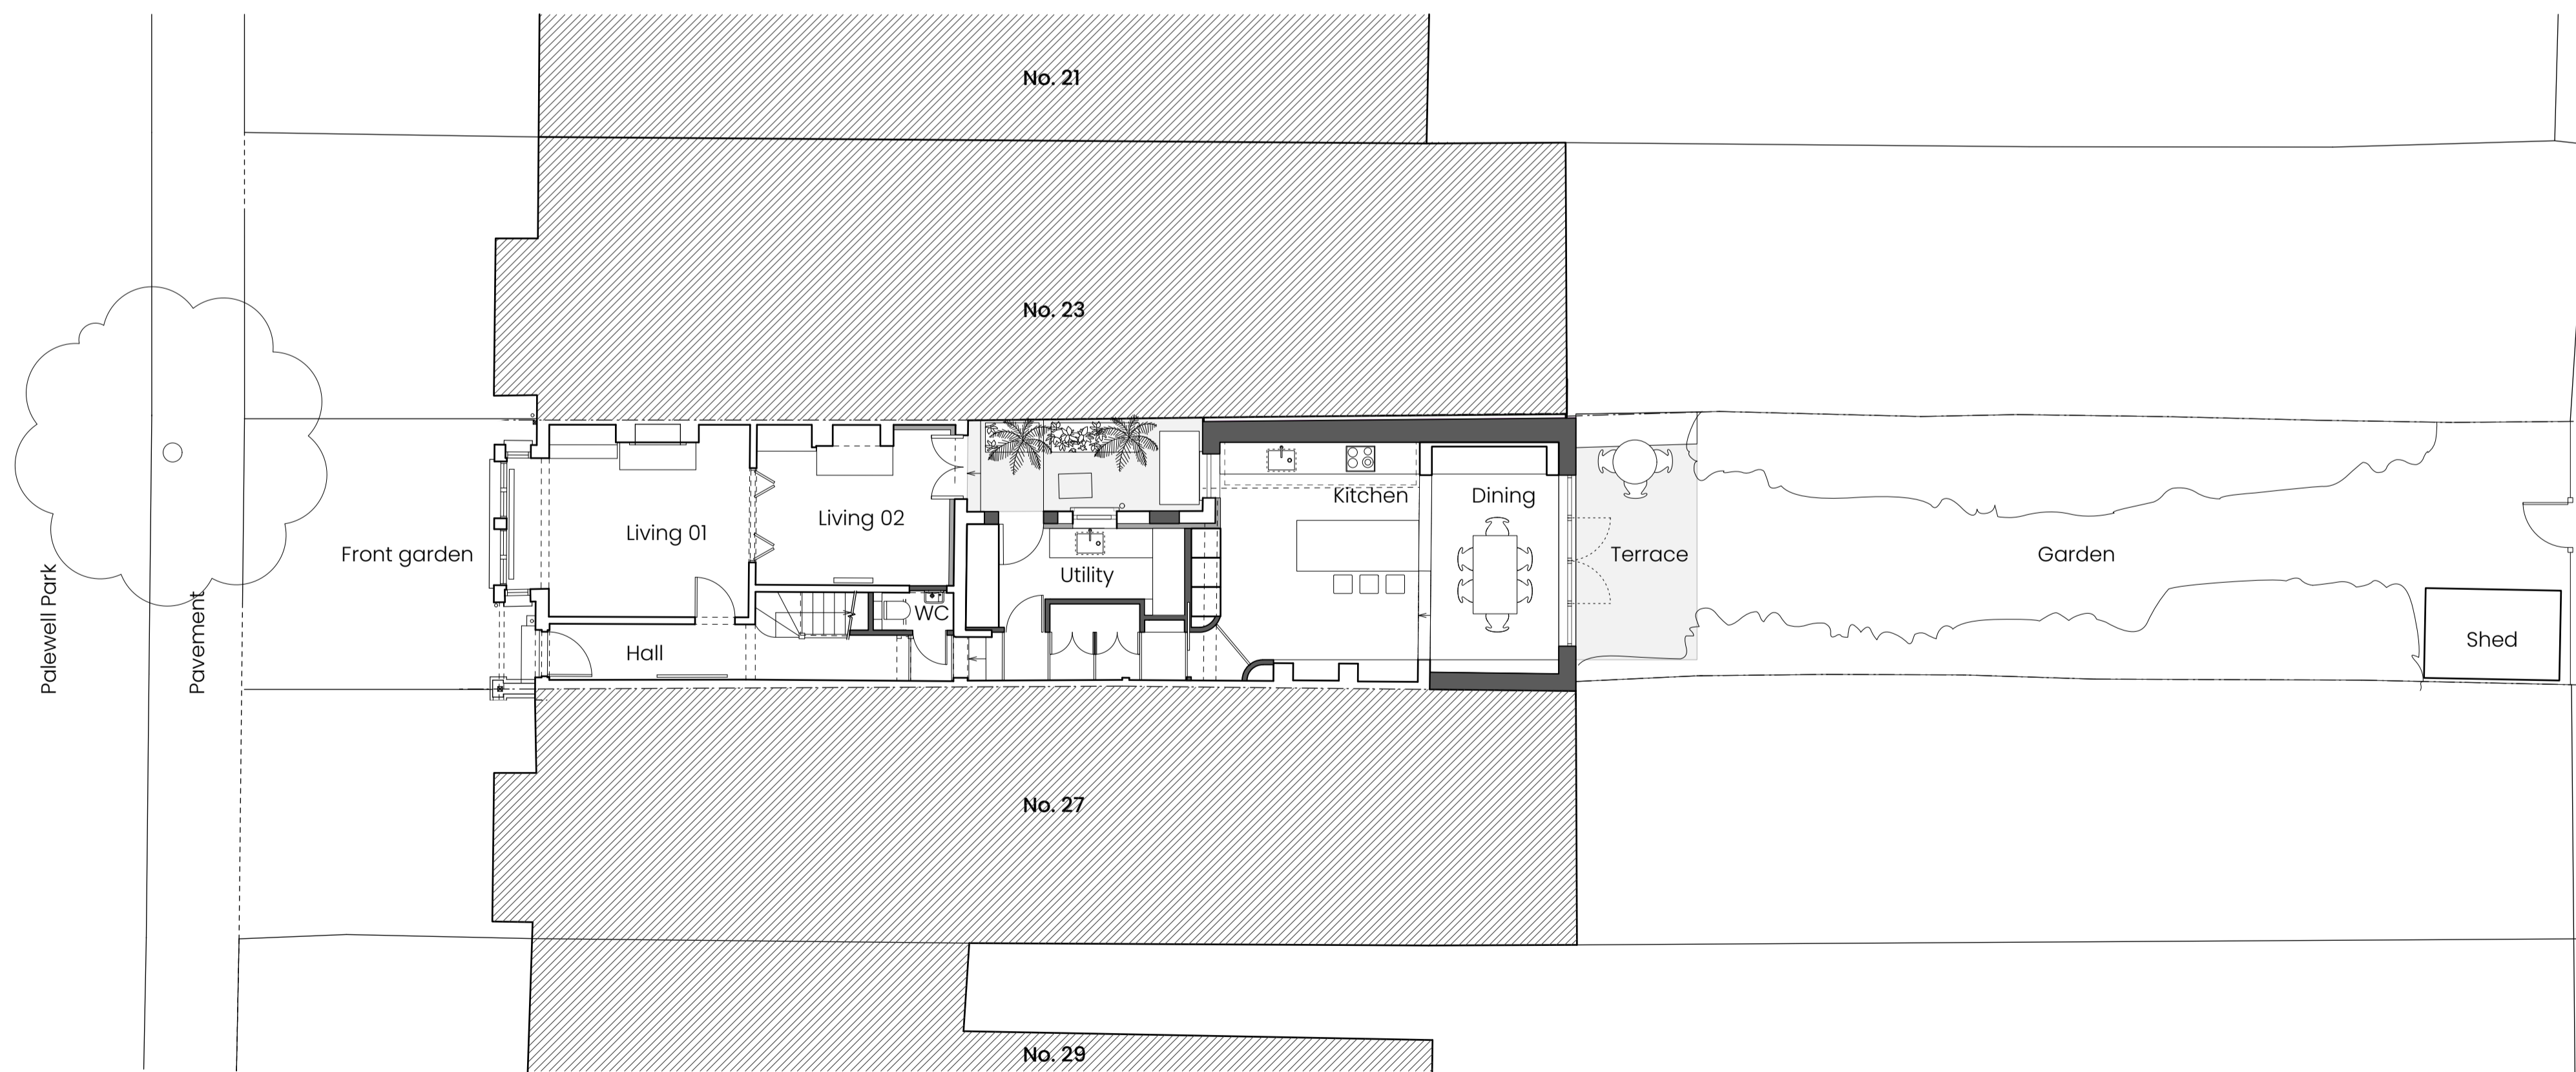 No. 21
No. 23
Kitchen
Dining
Living 02
Living 01
Front garden
Terrace
Garden
Utility
Palewell Park
Pavement
WC
Shed
Hall
No. 27
No. 29